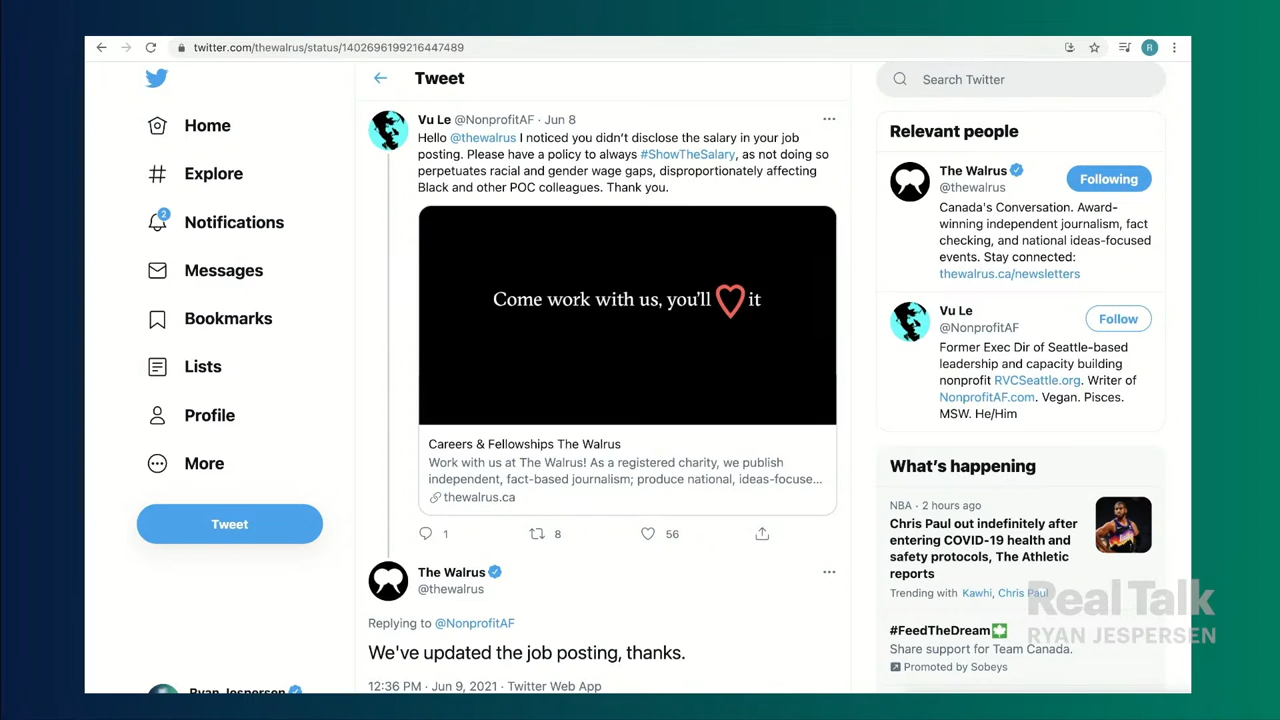 twitter.com/thewalrus/status/1402696199216447489
R
Home
Explore
2
Notifications
Messages
Bookmarks
Lists
Profile
More
Tweet
Tweet
Vu Le @NonprofitAF · Jun 8
Hello @thewalrus I noticed you didn't disclose the salary in your job
posting. Please have a policy to always #ShowTheSalary, as not doing so
perpetuates racial and gender wage gaps, disproportionately affecting
Black and other POC colleagues. Thank you.
Come work with us, you'll it
Careers & Fellowships The Walrus
Work with us at The Walrus! As a registered charity, we publish
independent, fact-based journalism; produce national, ideas-focuse...
thewalrus.ca
1 8 56
The Walrus
@thewalrus
Replying to @NonprofitAF
We've updated the job posting, thanks.
12:36 PM · Jun 9, 2021 · Twitter Web App
Search Twitter
Relevant people
The Walrus
@thewalrus
Following
Canada's Conversation. Award-
winning independent journalism, fact
checking, and national ideas-focused
events. Stay connected:
thewalrus.ca/newsletters
Vu Le
@NonprofitAF
Follow
Former Exec Dir of Seattle-based
leadership and capacity building
nonprofit RVCSeattle.org. Writer of
NonprofitAF.com. Vegan. Pisces.
MSW. He/Him
What's happening
NBA · 2 hours ago
Chris Paul out indefinitely after
entering COVID-19 health and
safety protocols, The Athletic
reports
Trending with Kawhi, Chris Paul
#FeedTheDream
Share support for Team Canada.
Promoted by Sobeys
Ryan Jespersen
Real Talk
RYAN JESPERSEN